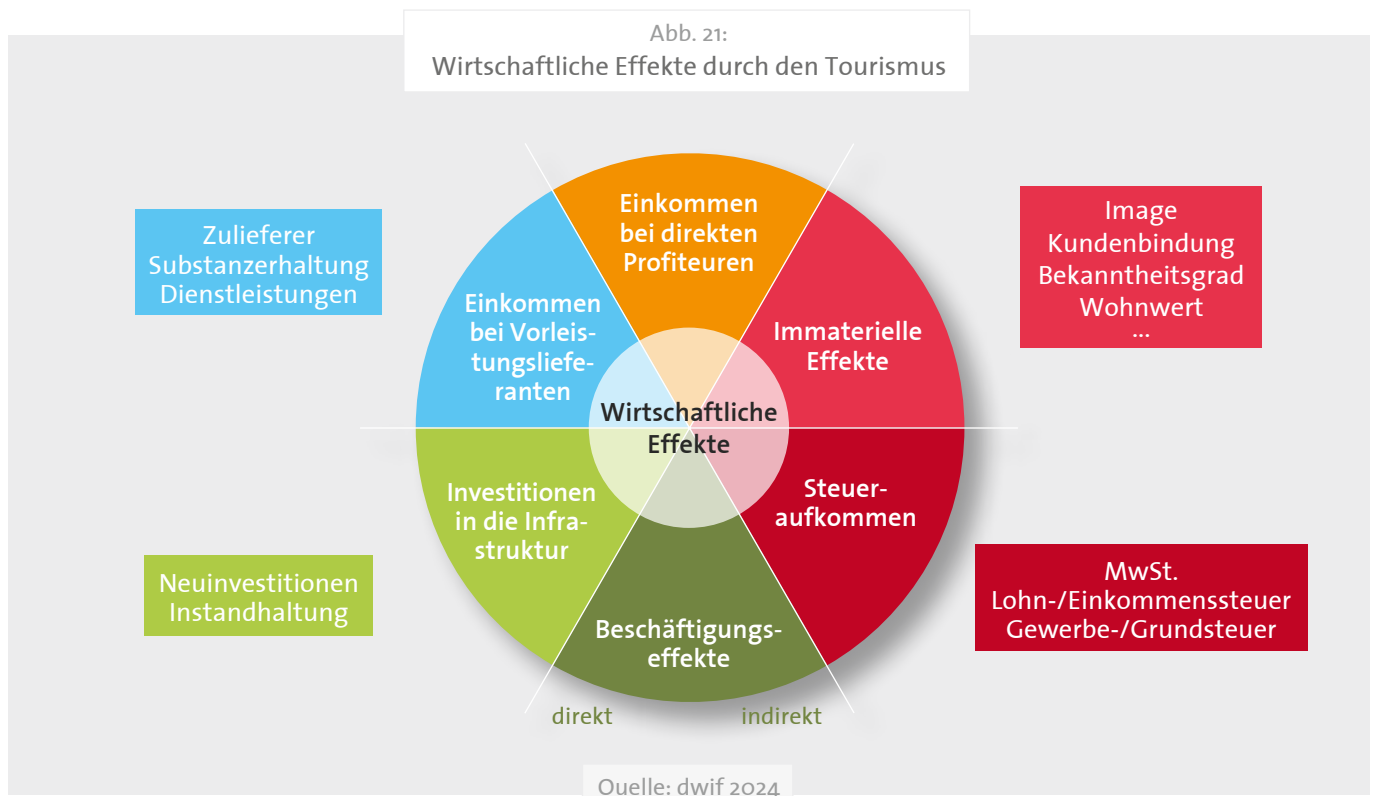 Abb. 21:
Wirtschaftliche Effekte durch den Tourismus
Zulieferer
Substanzerhaltung
Dienstleistungen
Einkommen
bei direkten
Profiteuren
Image
Kundenbindung
Bekanntheitsgrad
Wohnwert
...
Einkommen
bei Vorleis-
tungsliefe-
ranten
Immaterielle
Effekte
Wirtschaftliche
Effekte
Investitionen
in die Infra-
struktur
Steuer-
aufkommen
Neuinvestitionen
Instandhaltung
Beschäftigungs-
effekte
MwSt.
Lohn-/Einkommenssteuer
Gewerbe-/Grundsteuer
direkt
indirekt
Quelle: dwif 2024